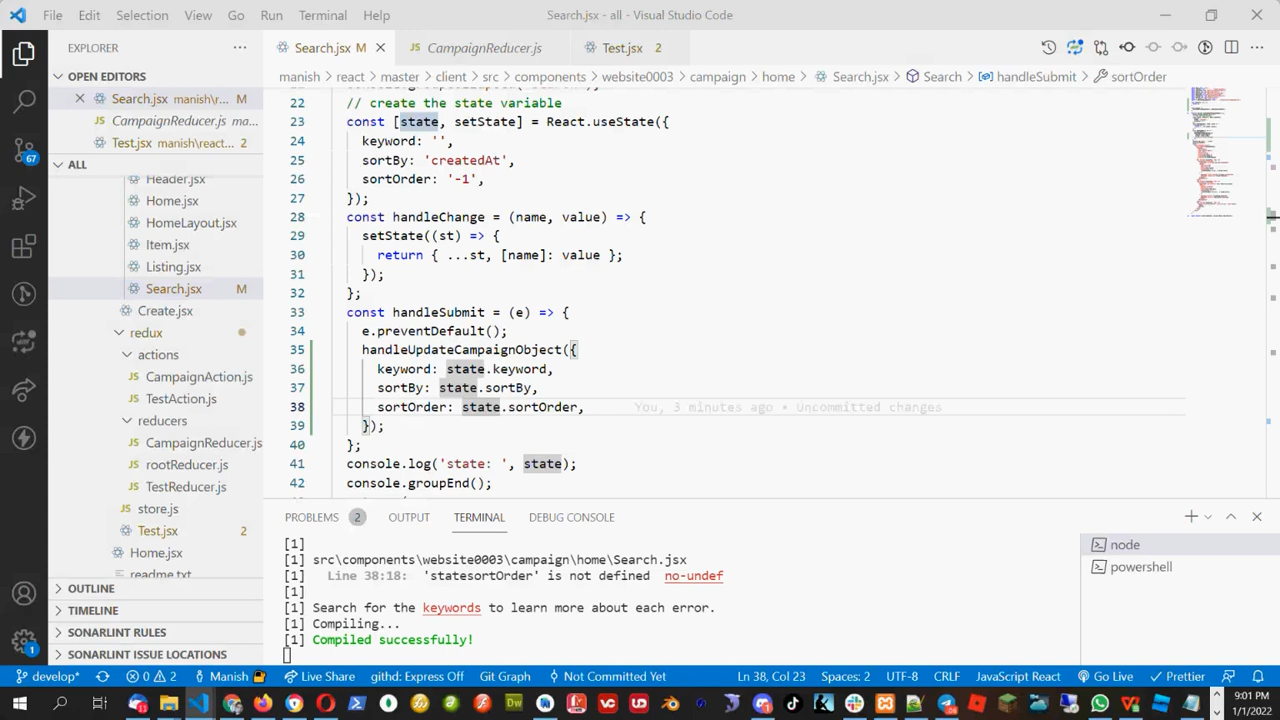 File Edit Selection View Go Run Terminal Help Search.jsx - all - Visual Studio Code
EXPLORER
OPEN EDITORS
Search.jsx manish\r... M
CampaignReducer.js ma...
Test.jsx manish\reac... 2
ALL
Header.jsx
Home.jsx
HomeLayout.jsx
Item.jsx
Listing.jsx
Search.jsx M
Create.jsx
redux
actions
CampaignAction.js
TestAction.js
reducers
CampaignReducer.js
rootReducer.js
TestReducer.js
store.js
Test.jsx 2
Home.jsx
readme.txt
OUTLINE
TIMELINE
SONARLINT RULES
SONARLINT ISSUE LOCATIONS
67
1
Search.jsx M CampaignReducer.js Test.jsx 2
manish > react > master > client > src > components > website0003 > campaign > home > Search.jsx > Search > handleSubmit > sortOrder
22 // create the state variable
23 const [state, setState] = React.useState({
24 keyword: '',
25 sortBy: 'createdAt',
26 sortOrder: '-1',
27 });
28 const handleChange = (name, value) => {
29 setState((st) => {
30 return { ...st, [name]: value };
31 });
32 };
33 const handleSubmit = (e) => {
34 e.preventDefault();
35 handleUpdateCampaignObject({
36 keyword: state.keyword,
37 sortBy: state.sortBy,
38 sortOrder: state.sortOrder, You, 3 minutes ago • Uncommitted changes
39 });
40 };
41 console.log('state: ', state);
42 console.groupEnd();
PROBLEMS 2 OUTPUT TERMINAL DEBUG CONSOLE
[1]
[1] src\components\website0003\campaign\home\Search.jsx
[1] Line 38:18: 'statesortOrder' is not defined no-undef
[1]
[1] Search for the keywords to learn more about each error.
[1] Compiling...
[1] Compiled successfully!
node
powershell
develop* 0 2 Manish Live Share githd: Express Off Git Graph Not Committed Yet Ln 38, Col 23 Spaces: 2 UTF-8 CRLF JavaScript React Go Live Prettier
9:01 PM
1/1/2022